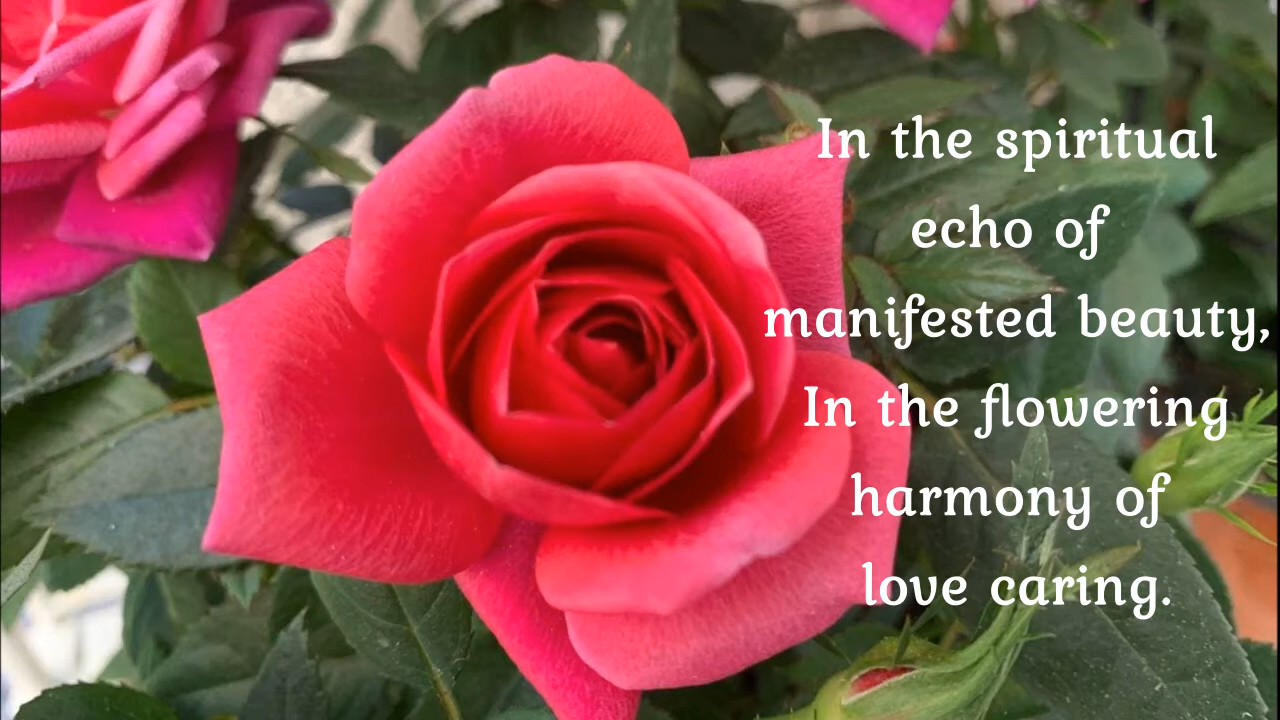 In the spiritual
echo of
manifested beauty,
In the flowering
harmony of
love caring.